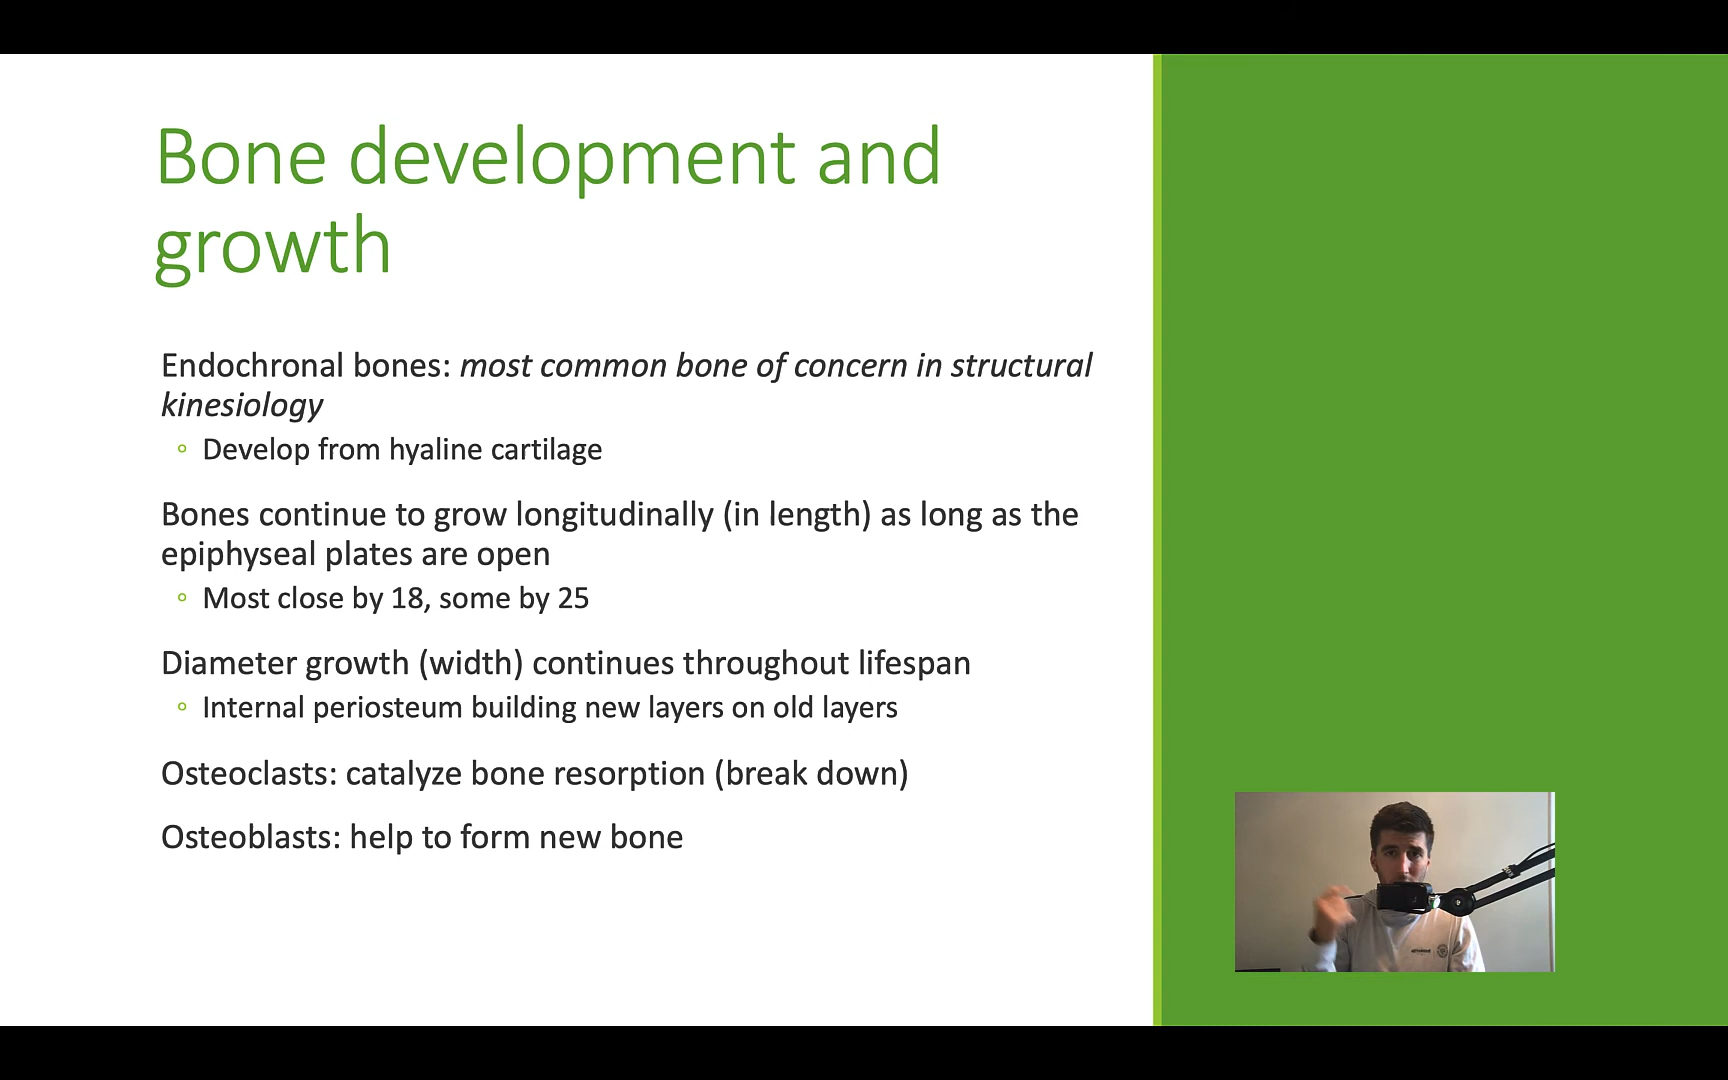 Bone development and
growth
Endochronal bones: most common bone of concern in structural
kinesiology
Develop from hyaline cartilage
Bones continue to grow longitudinally (in length) as long as the
epiphyseal plates are open
Most close by 18, some by 25
Diameter growth (width) continues throughout lifespan
Internal periosteum building new layers on old layers
Osteoclasts: catalyze bone resorption (break down)
Osteoblasts: help to form new bone